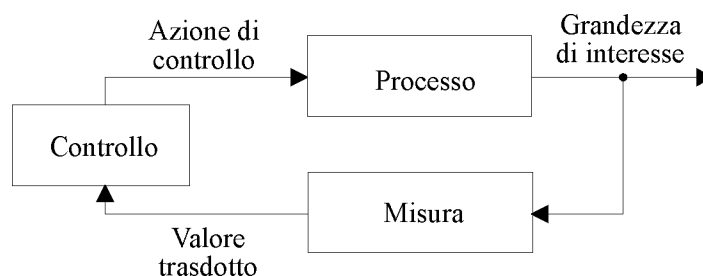 Azione di
controllo
Processo
Grandezza
di interesse
Controllo
Misura
Valore
trasdotto